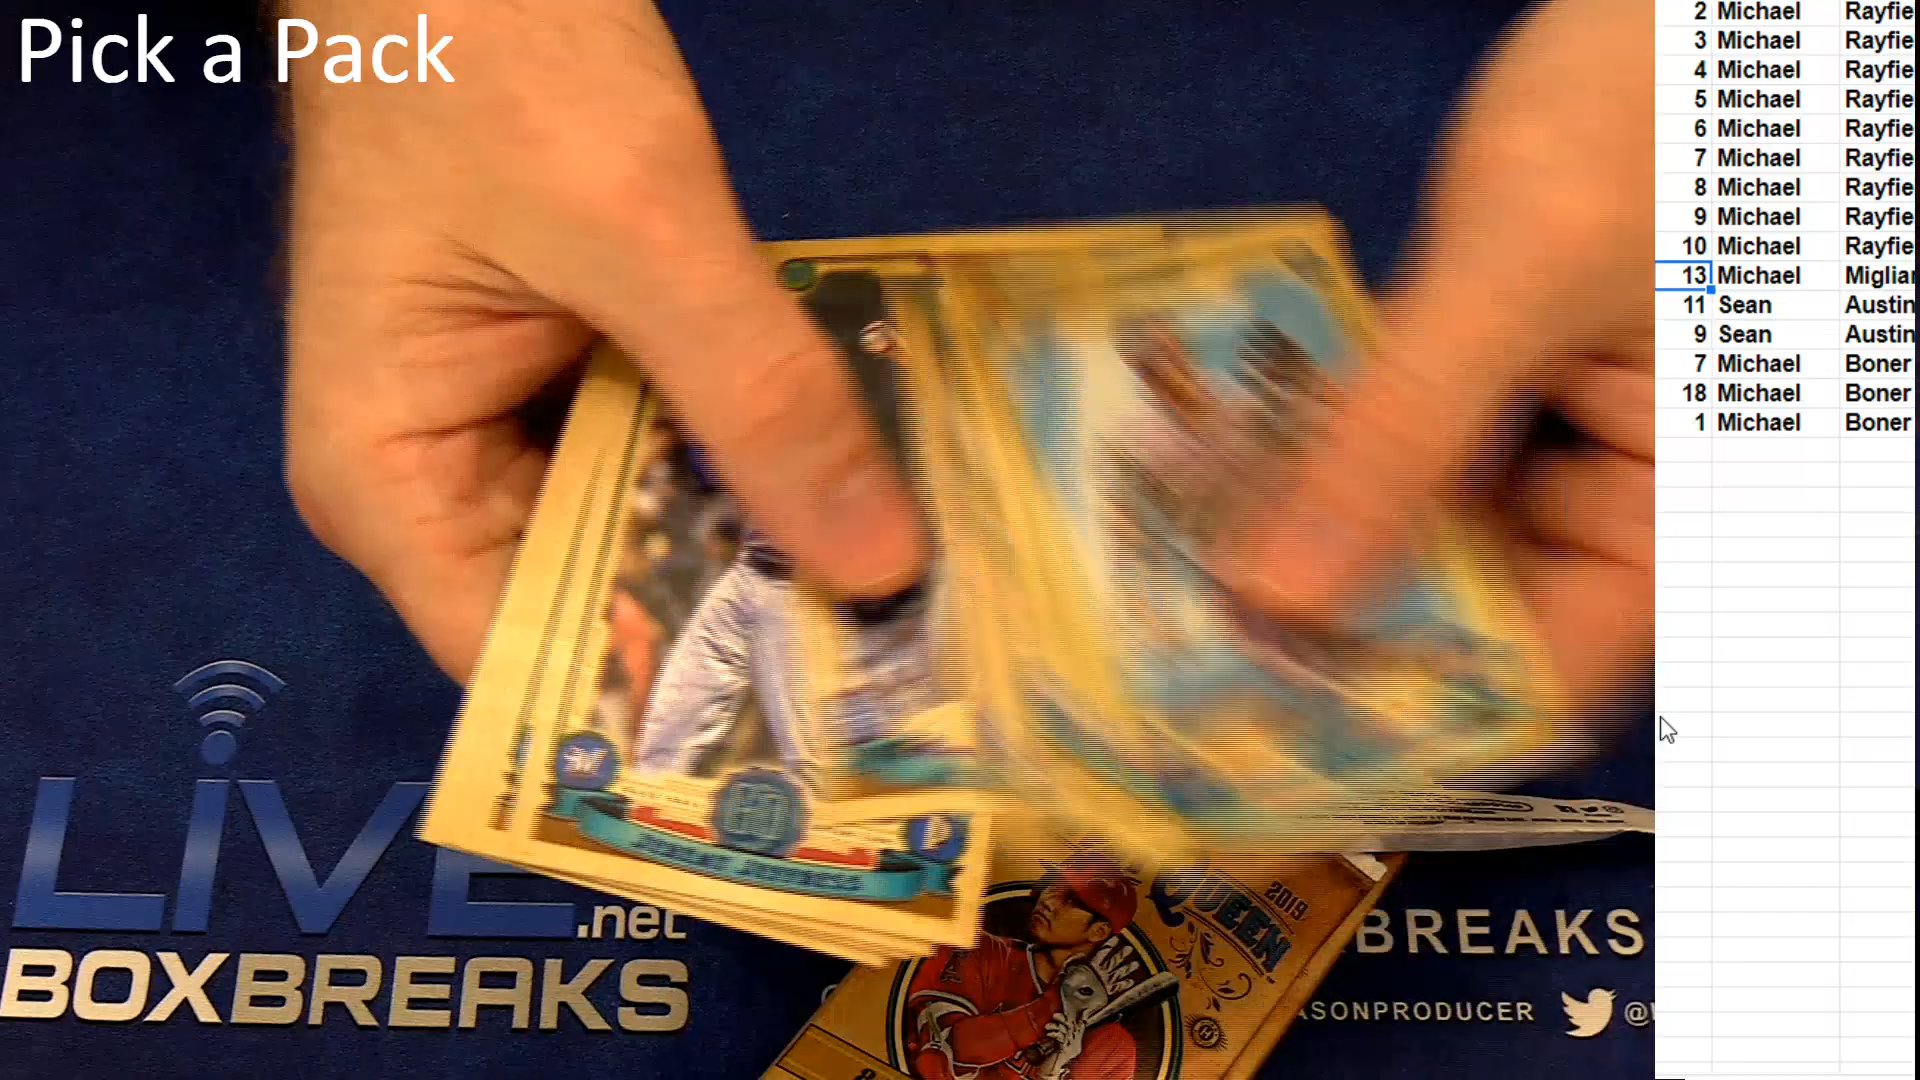 Pick a Pack
2 Michael Rayfie
3 Michael Rayfie
4 Michael Rayfie
5 Michael Rayfie
6 Michael Rayfie
7 Michael Rayfie
8 Michael Rayfie
9 Michael Rayfie
10 Michael Rayfie
13 Michael Miglia
11 Sean Austin
9 Sean Austin
7 Michael Boner
18 Michael Boner
1 Michael Boner
LIVE
.net
BOXBREAKS
2019
QUEEN
BREAKS
ASONPRODUCER
@